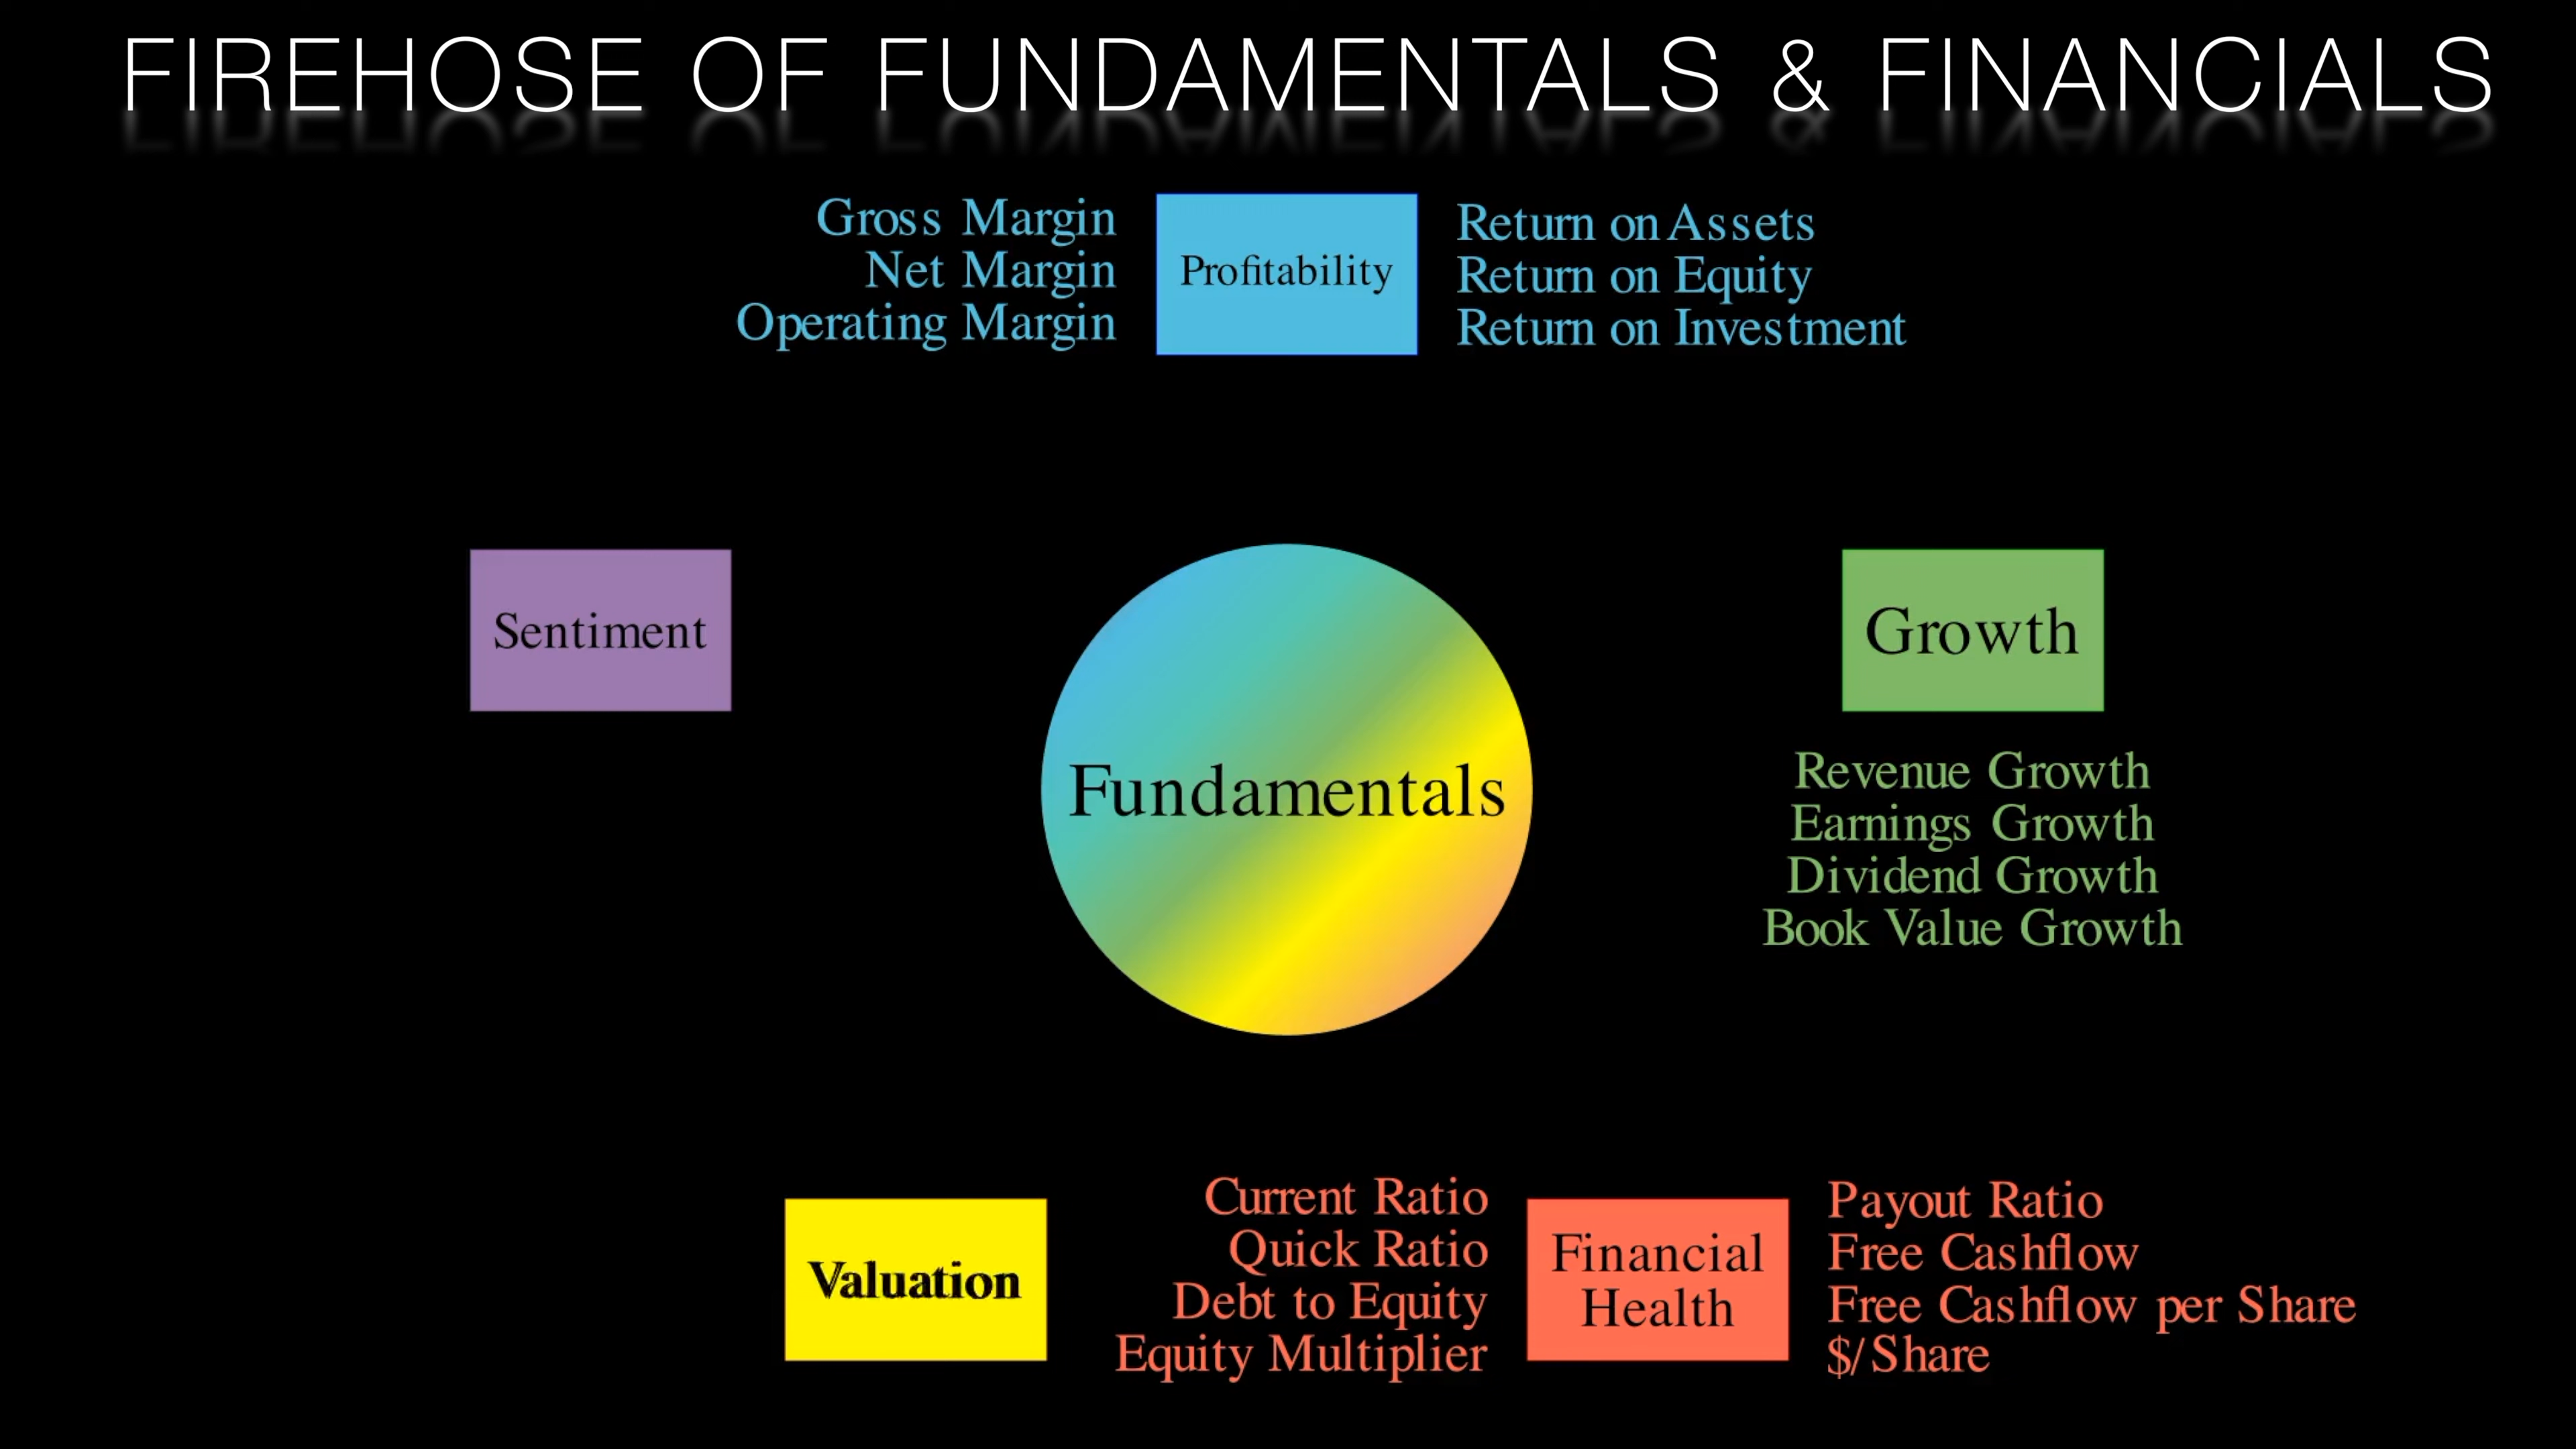 FIREHOSE OF FUNDAMENTALS & FINANCIALS
Gross Margin
Net Margin
Operating Margin
Profitability
Return on Assets
Return on Equity
Return on Investment
Sentiment
Fundamentals
Growth
Revenue Growth
Earnings Growth
Dividend Growth
Book Value Growth
Valuation
Current Ratio
Quick Ratio
Debt to Equity
Equity Multiplier
Financial
Health
Payout Ratio
Free Cashflow
Free Cashflow per Share
$/Share